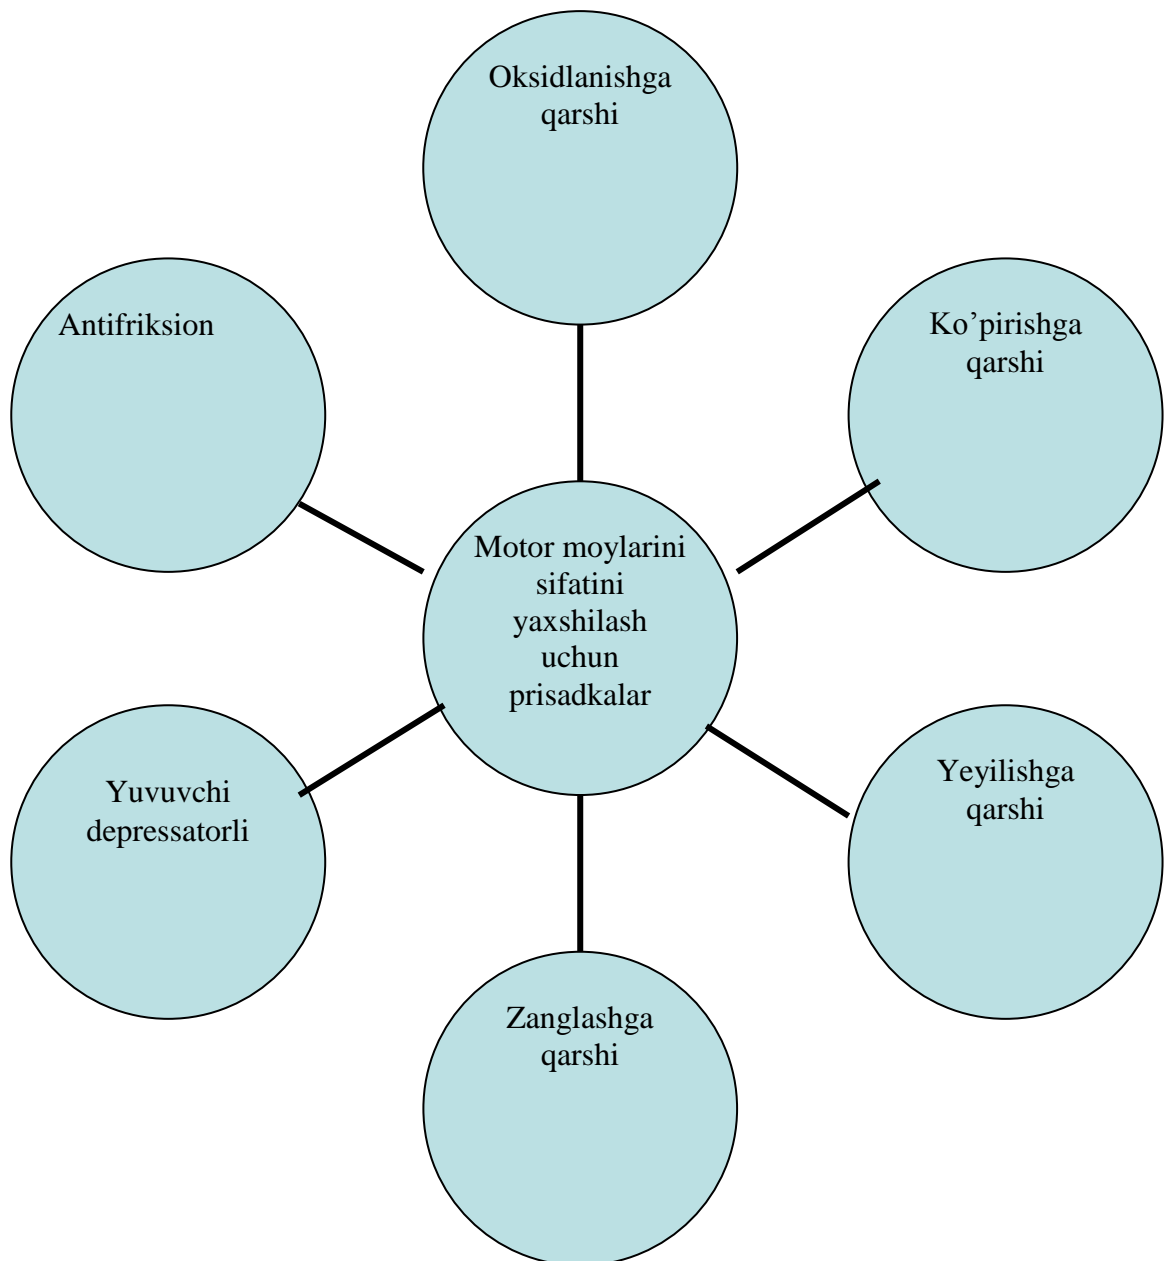 Oksidlanishga
qarshi
Antifriksion
Ko’pirishga
qarshi
Motor moylarini
sifatini
yaxshilash
uchun
prisadkalar
Yuvuvchi
depressatorli
Yeyilishga
qarshi
Zanglashga
qarshi